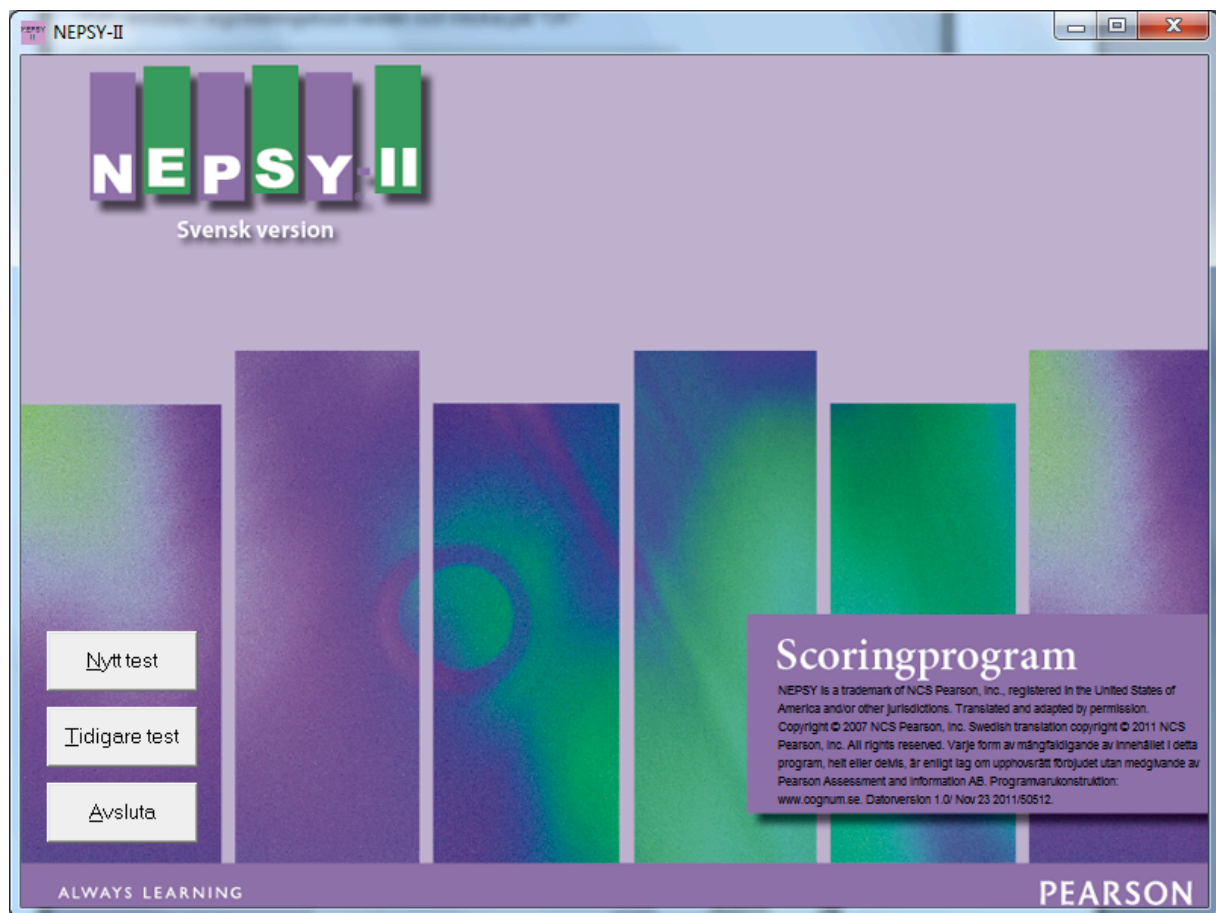 NEPSY-II
NEPSY-II
Svensk version
Nytt test
Tidigare test
Avsluta
Scoringprogram
NEPSY is a trademark of NCS Pearson, Inc., registered in the United States of
America and/or other jurisdictions. Translated and adapted by permission.
Copyright © 2007 NCS Pearson, Inc. Swedish translation copyright © 2011 NCS
Pearson, Inc. All rights reserved. Varje form av mångfaldigande av innehållet i detta
program, helt eller delvis, är enligt lag om upphovsrätt förbjudet utan medgivande av
Pearson Assessment and Information AB. Programvarukonstruktion:
www.cognum.se. Datorversion 1.0/ Nov 23 2011/50512.
ALWAYS LEARNING
PEARSON